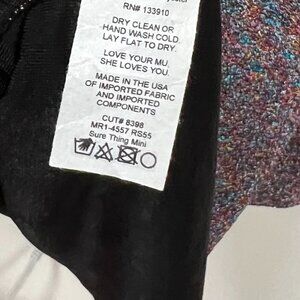 RN# 133910
DRY CLEAN OR
HAND WASH COLD.
LAY FLAT TO DRY.
LOVE YOUR MU.
SHE LOVES YOU.
MADE IN THE USA
OF IMPORTED FABRIC
AND IMPORTED
COMPONENTS
CUT# 8398
MR1-4557 RS55
Sure Thing Mini